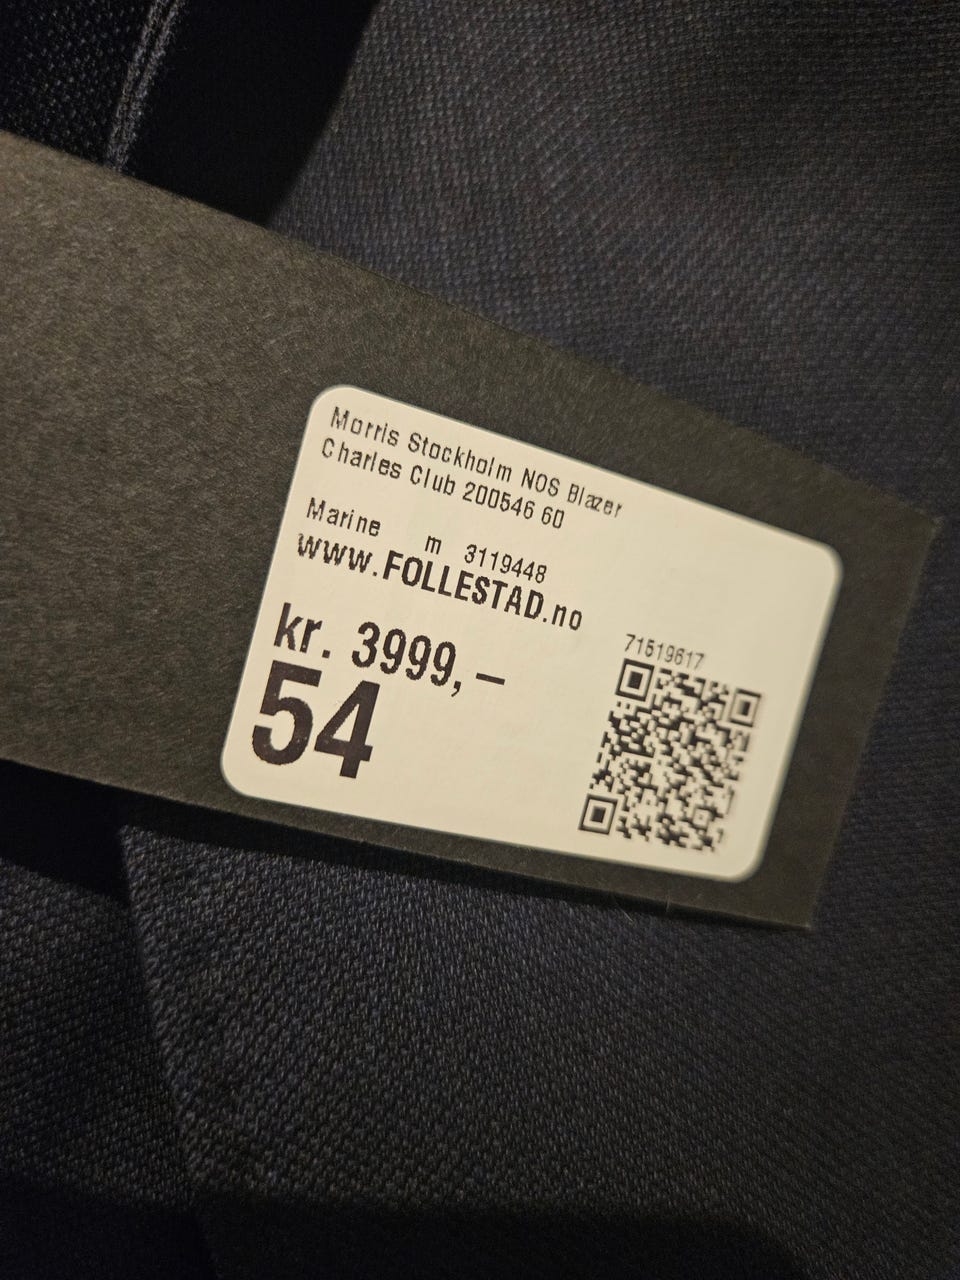 Morris Stockholm NOS Blazer
Charles Club 200546 60
Marine m 3119448
www.FOLLESTAD.no
kr. 3999,–
54
71519617